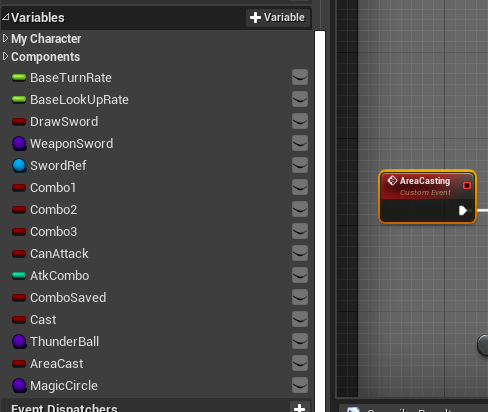 Variables
+ Variable
My Character
Components
BaseTurnRate
BaseLookUpRate
DrawSword
WeaponSword
SwordRef
Combo1
Combo2
Combo3
CanAttack
AtkCombo
ComboSaved
Cast
ThunderBall
AreaCast
MagicCircle
Event Dispatchers
AreaCasting
Custom Event